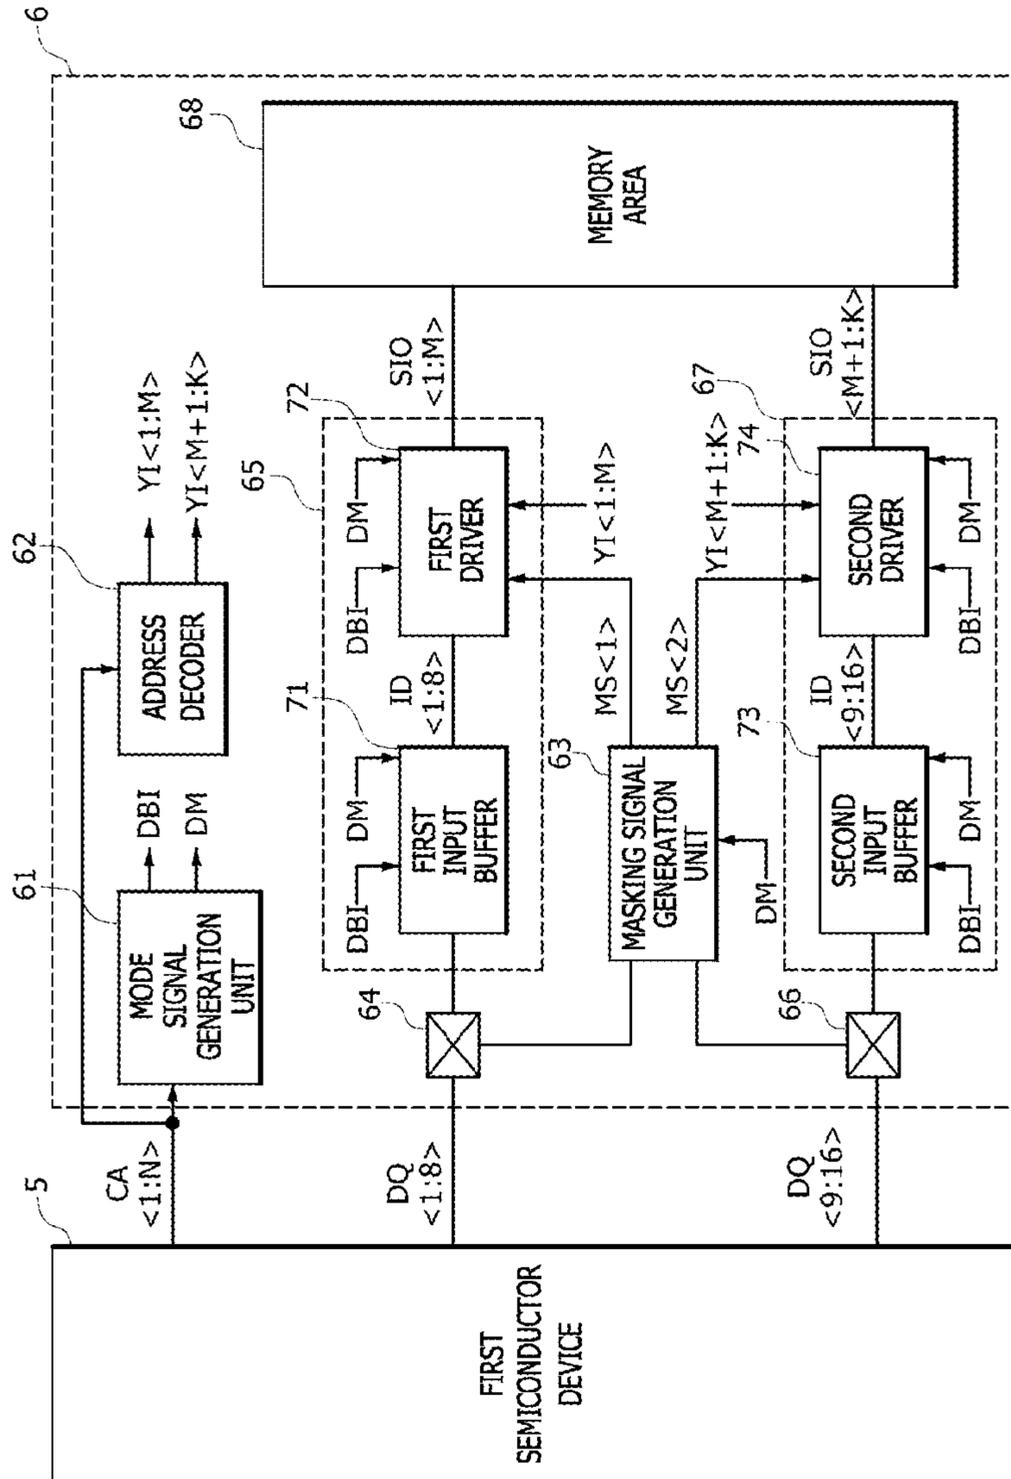 5
FIRST
SEMICONDUCTOR
DEVICE
6
CA
<1:N>
61
MODE
SIGNAL
GENERATION
UNIT
DBI
DM
62
ADDRESS
DECODER
YI<1:M>
YI<M+1:K>
DQ
<1:8>
64
65
DBI
DM
71
FIRST
INPUT
BUFFER
ID
<1:8>
DBI
DM
72
FIRST
DRIVER
SIO
<1:M>
68
MEMORY
AREA
63
MASKING SIGNAL
GENERATION
UNIT
DM
MS<1>
YI<1:M>
MS<2>
YI<M+1:K>
DQ
<9:16>
66
67
73
SECOND
INPUT
BUFFER
DBI
DM
ID
<9:16>
74
SECOND
DRIVER
DBI
DM
SIO
<M+1:K>